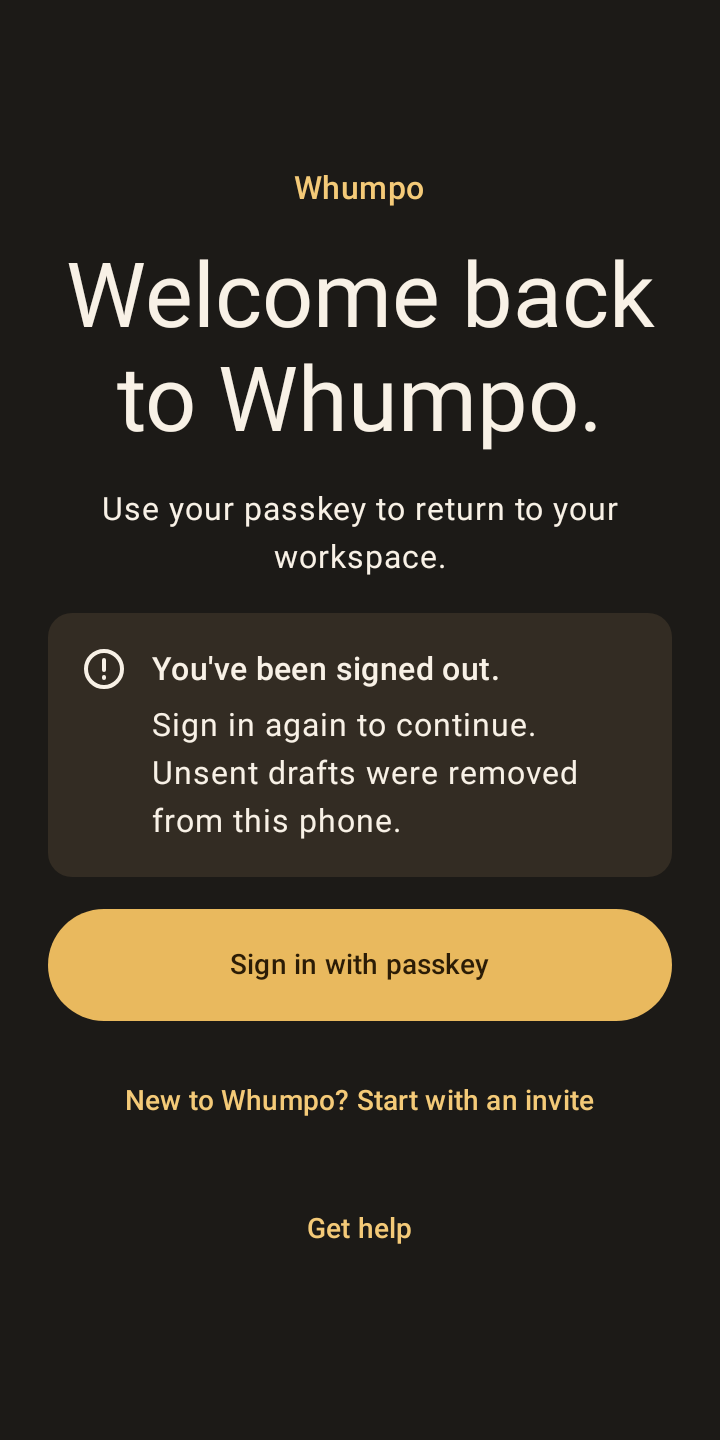 Whumpo
Welcome back
to Whumpo.
Use your passkey to return to your
workspace.
You've been signed out.
Sign in again to continue.
Unsent drafts were removed
from this phone.
Sign in with passkey
New to Whumpo? Start with an invite
Get help